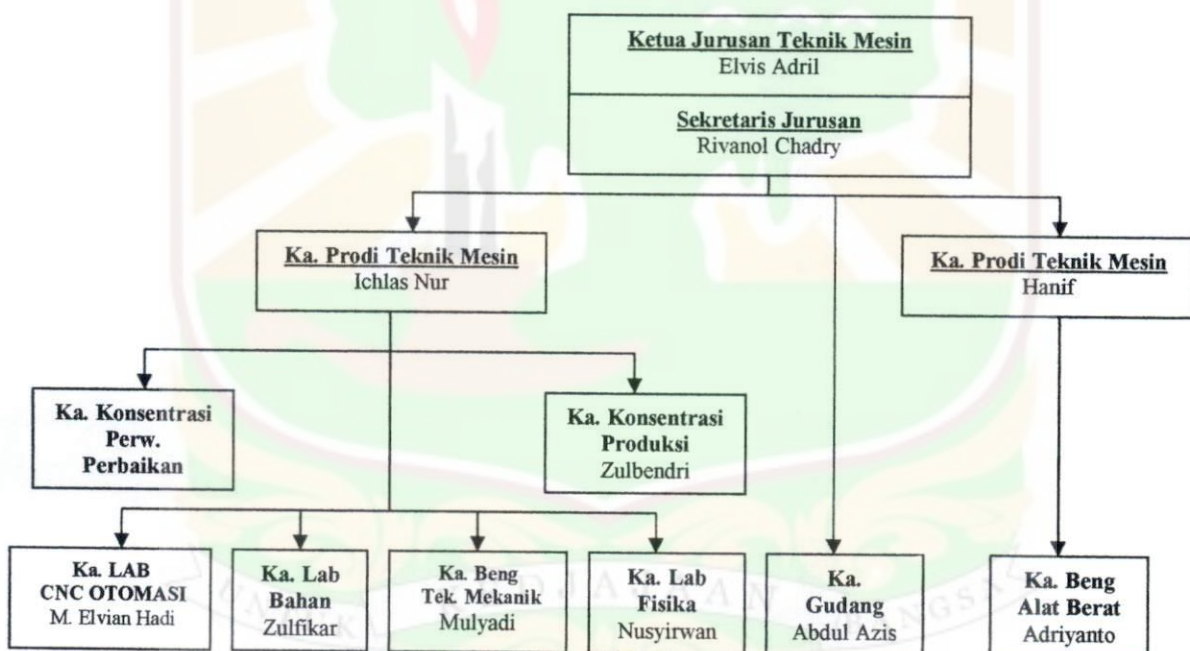 Ketua Jurusan Teknik Mesin
Elvis Adril
Sekretaris Jurusan
Rivanol Chadry
Ka. Prodi Teknik Mesin
Ichlas Nur
Ka. Prodi Teknik Mesin
Hanif
Ka. Konsentrasi
Perw.
Perbaikan
Ka. Konsentrasi
Produksi
Zulbendri
Ka. LAB
CNC OTOMASI
M. Elvian Hadi
Ka. Lab
Bahan
Zulfikar
Ka. Beng
Tek. Mekanik
Mulyadi
Ka. Lab
Fisika
Nusyirwan
Ka.
Gudang
Abdul Azis
Ka. Beng
Alat Berat
Adriyanto
UNTUK KEDJAJAAN BANGSA